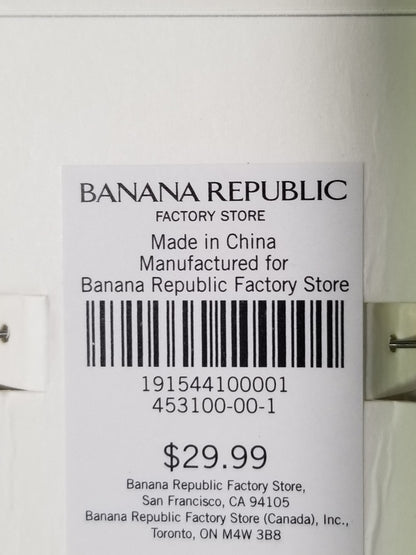 BANANA REPUBLIC
FACTORY STORE
Made in China
Manufactured for
Banana Republic Factory Store
191544100001
453100-00-1
$29.99
Banana Republic Factory Store,
San Francisco, CA 94105
Banana Republic Factory Store (Canada), Inc.,
Toronto, ON M4W 3B8